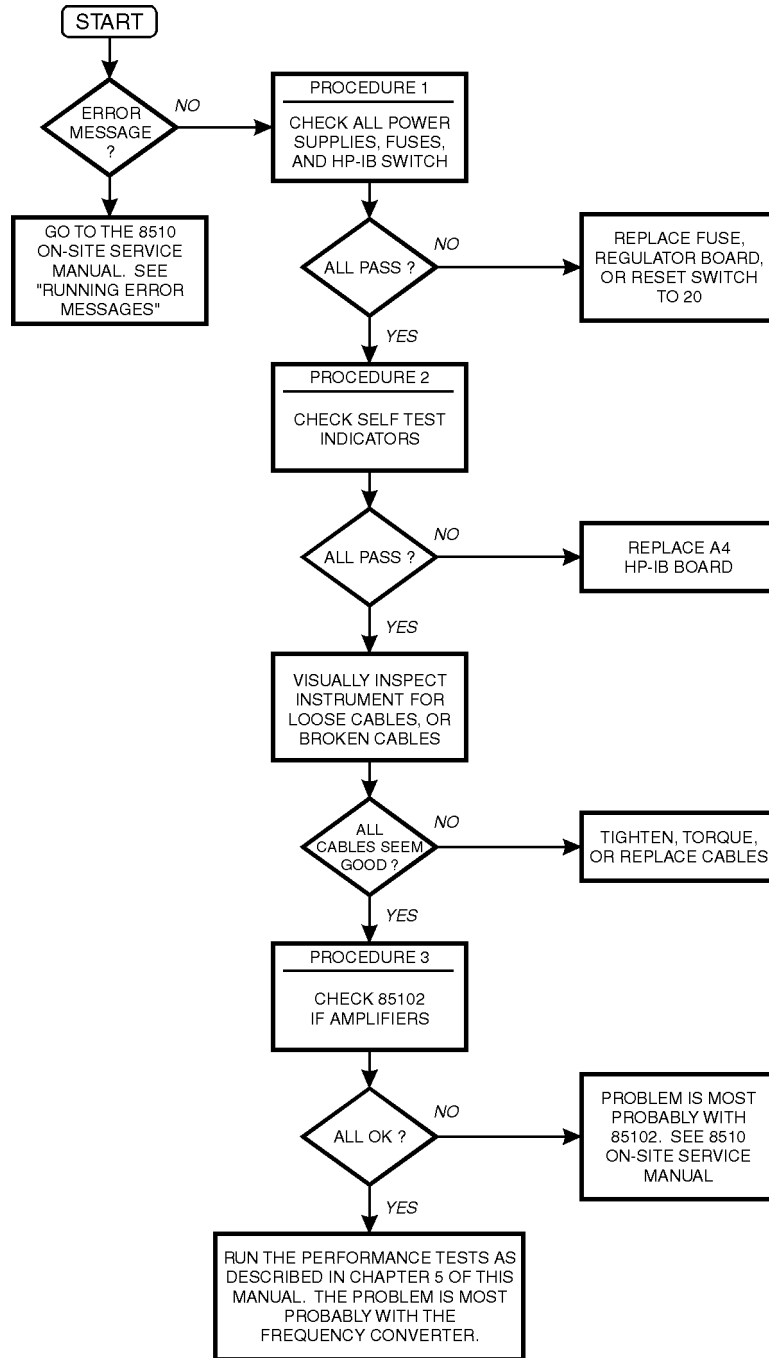 START
ERROR
MESSAGE
?
NO
PROCEDURE 1
CHECK ALL POWER
SUPPLIES, FUSES,
AND HP-IB SWITCH
GO TO THE 8510
ON-SITE SERVICE
MANUAL. SEE
"RUNNING ERROR
MESSAGES"
ALL PASS ?
NO
REPLACE FUSE,
REGULATOR BOARD,
OR RESET SWITCH
TO 20
YES
PROCEDURE 2
CHECK SELF TEST
INDICATORS
ALL PASS ?
NO
REPLACE A4
HP-IB BOARD
YES
VISUALLY INSPECT
INSTRUMENT FOR
LOOSE CABLES, OR
BROKEN CABLES
ALL
CABLES SEEM
GOOD ?
NO
TIGHTEN, TORQUE,
OR REPLACE CABLES
YES
PROCEDURE 3
CHECK 85102
IF AMPLIFIERS
ALL OK ?
NO
PROBLEM IS MOST
PROBABLY WITH
85102. SEE 8510
ON-SITE SERVICE
MANUAL
YES
RUN THE PERFORMANCE TESTS AS
DESCRIBED IN CHAPTER 5 OF THIS
MANUAL. THE PROBLEM IS MOST
PROBABLY WITH THE
FREQUENCY CONVERTER.